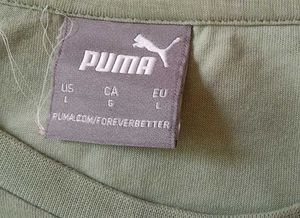 PUMA
US CA EU
L G L
PUMA.COM/FOREVERBETTER